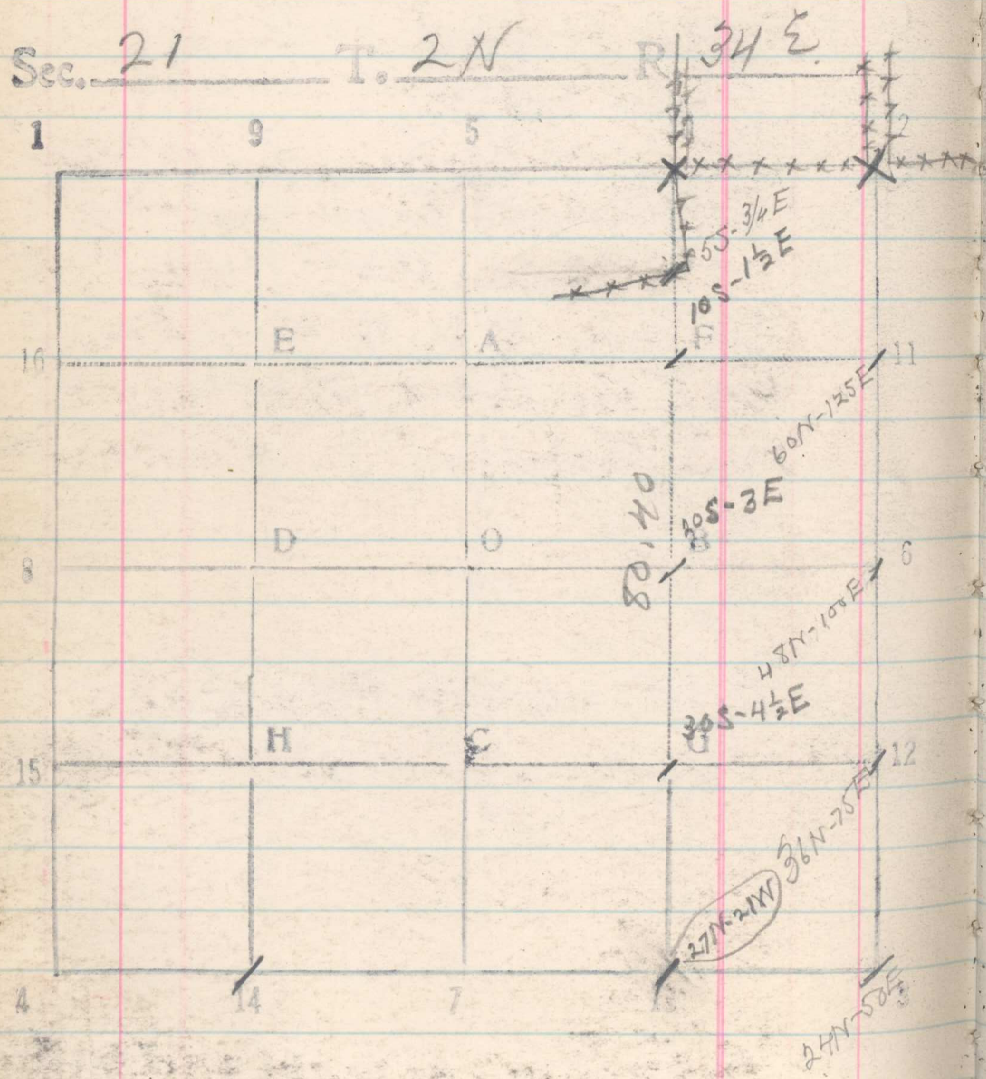 Sec. 21 T. 2N R. 34 E.
1 9 5 2
5S-3/4E
10S-1½E
E A F
16 11
60N-125E
30S-3E
80.40
D O B
8 6
48N-100E
30S-4½E
H C G
15 12
36N-75E
27N-21W
4 14 7 3
24N-50E